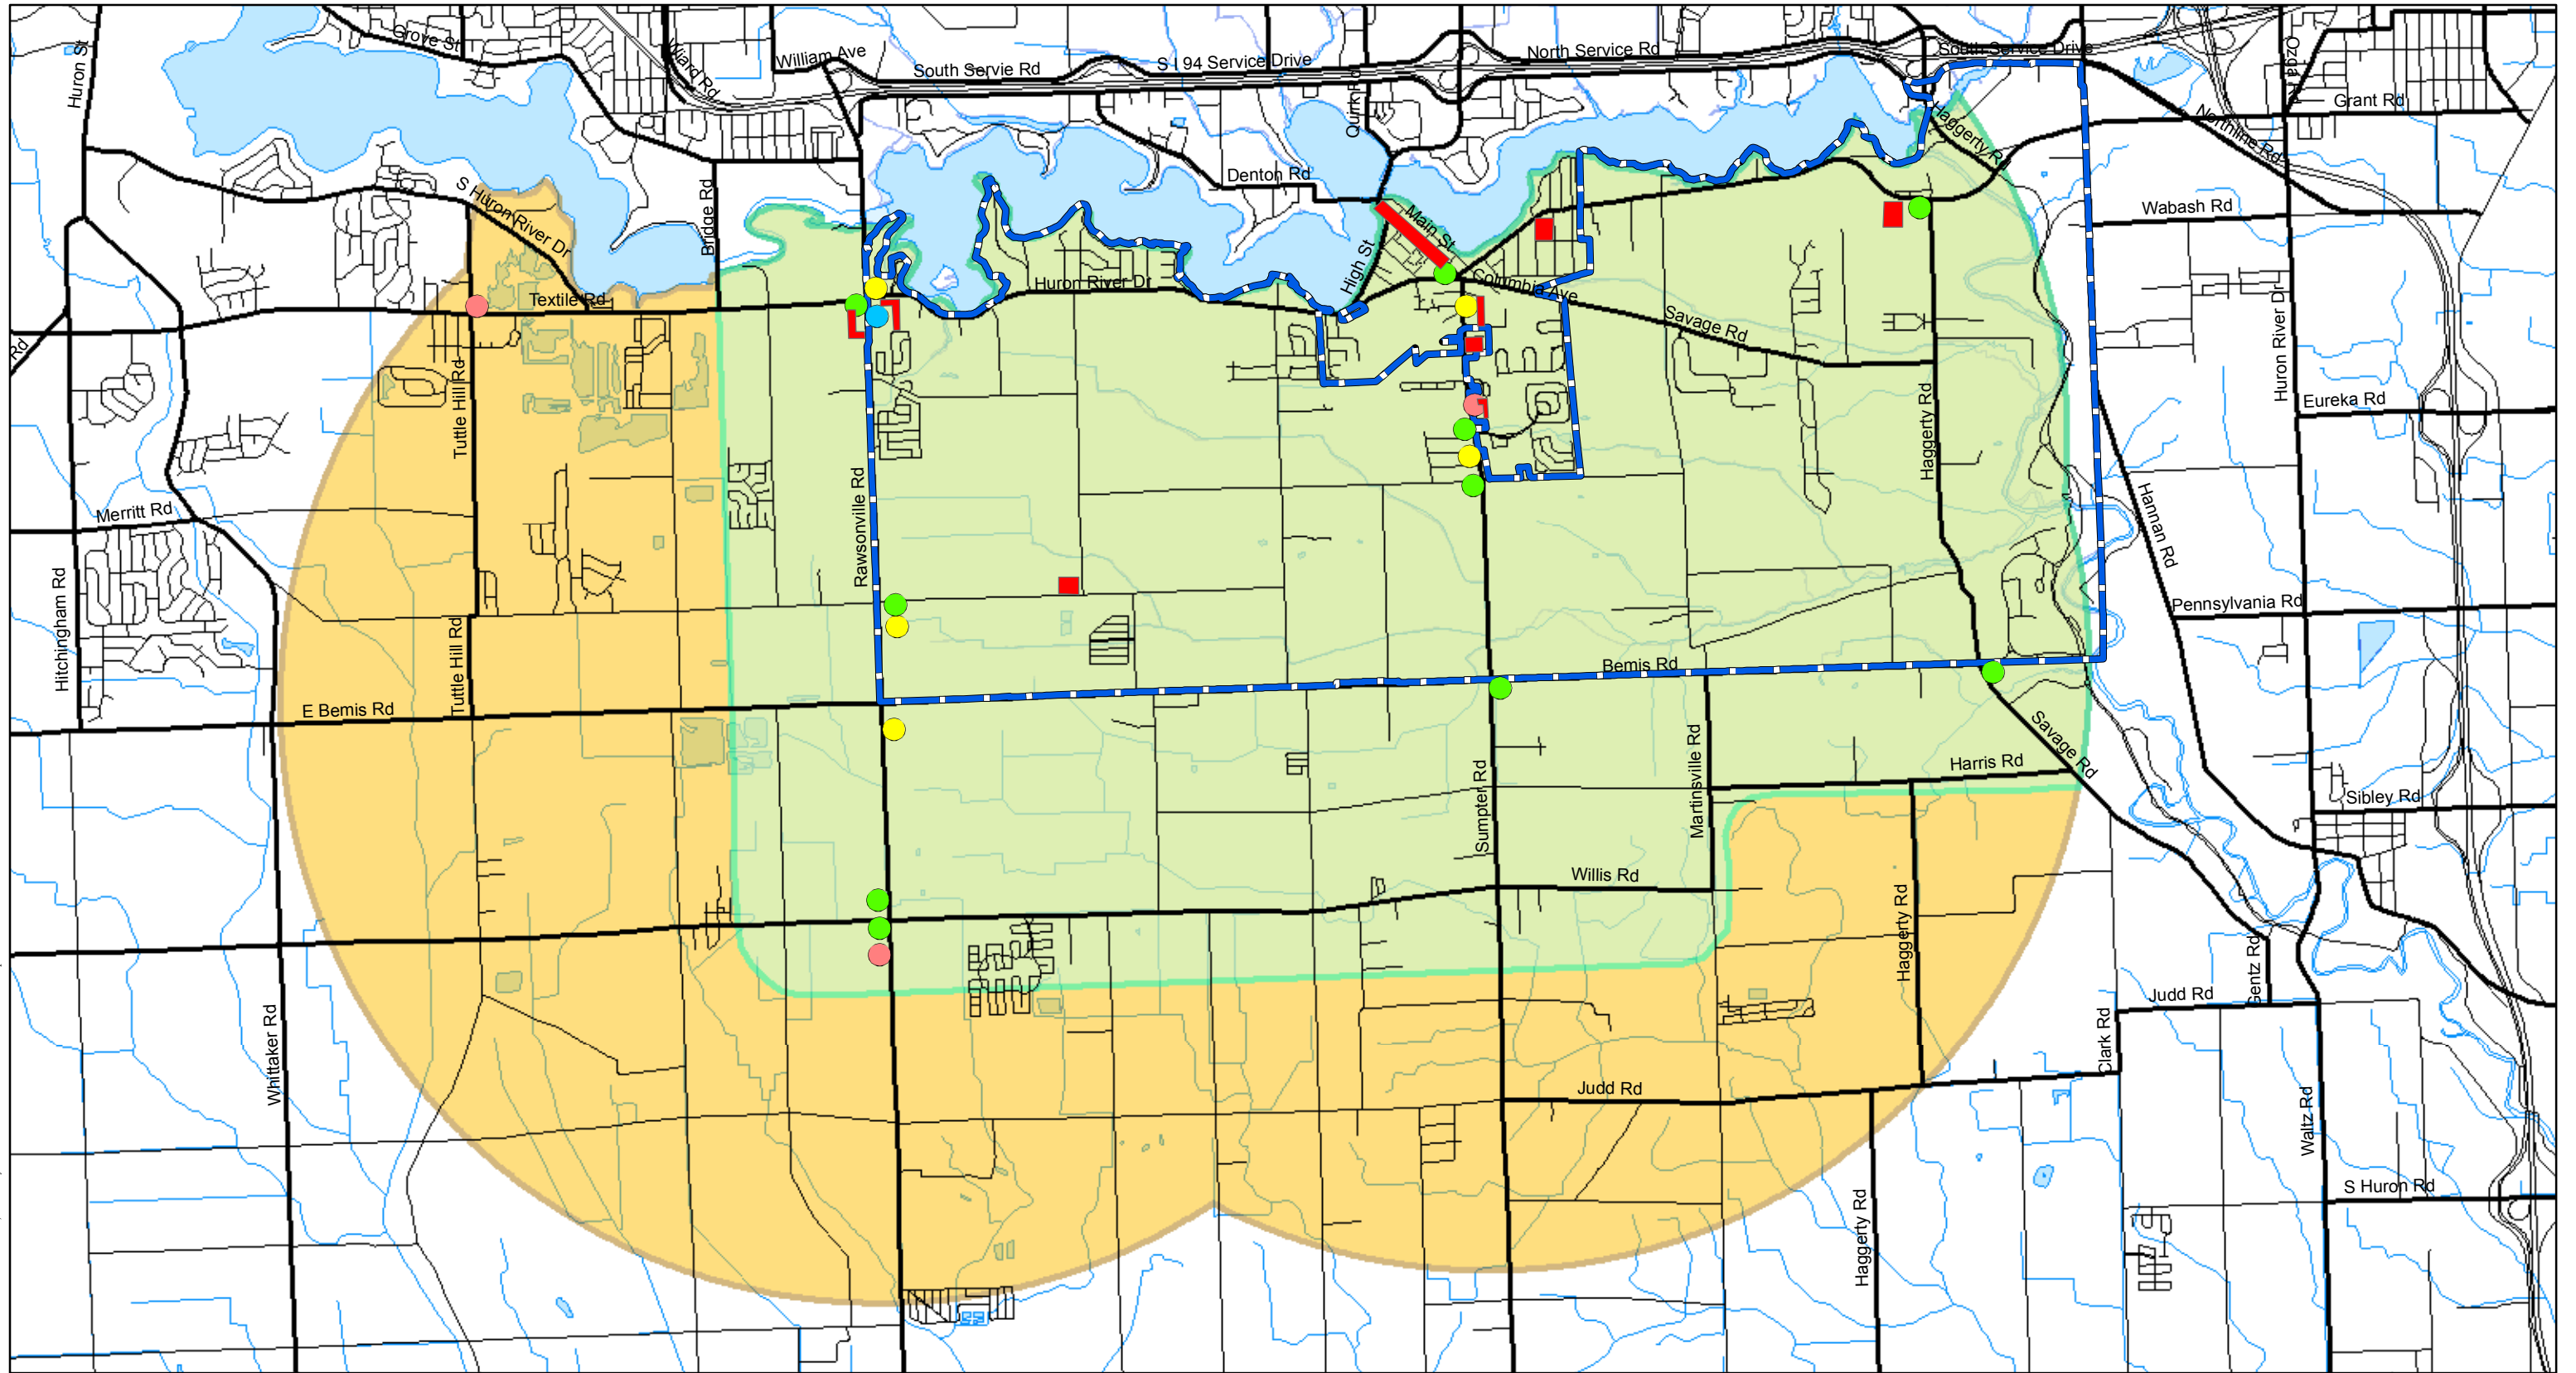 Huron St
Grove St
Wiard Rd
William Ave
South Servie Rd
S I 94 Service Drive
North Service Rd
South Service Drive
Quirk Rd
Grant Rd
Northline Rd
Haggerty Rd
Denton Rd
Bridge Rd
S Huron River Dr
Main St
High St
Wabash Rd
Huron River Dr
Columbia Ave
Textile Rd
Savage Rd
Huron River Dr
Rd
Tuttle Hill Rd
Haggerty Rd
Eureka Rd
Rawsonville Rd
Merritt Rd
Hannan Rd
Hitchingham Rd
Pennsylvania Rd
Tuttle Hill Rd
Bemis Rd
E Bemis Rd
Savage Rd
Martinsville Rd
Harris Rd
Sumpter Rd
Sibley Rd
Willis Rd
Haggerty Rd
Gentz Rd
Judd Rd
Whittaker Rd
Clark Rd
Judd Rd
Waltz Rd
S Huron Rd
Haggerty Rd